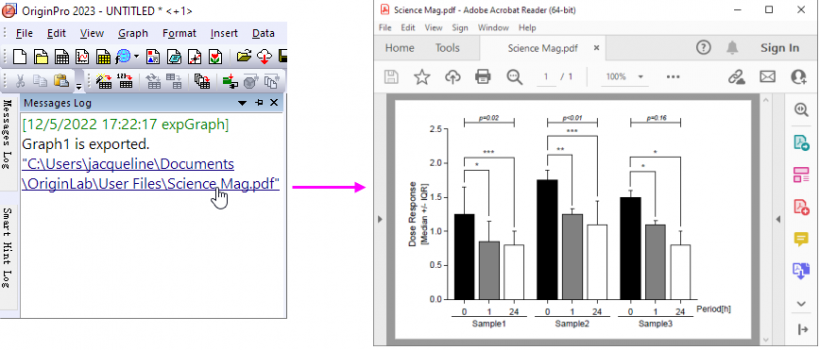 OriginPro 2023 - UNTITLED * <+1>
File Edit View Graph Format Insert Data
Messages Log
Messages Log
[12/5/2022 17:22:17 expGraph]
Graph1 is exported.
"C:\Users\jacqueline\Documents
\OriginLab\User Files\Science Mag.pdf"
Smart Hint Log
Science Mag.pdf - Adobe Acrobat Reader (64-bit)
File Edit View Sign Window Help
Home Tools Science Mag.pdf × Sign In
1 / 1 100%
p=0.02 p<0.01 p=0.16
2.5
2.0
1.5
1.0
0.5
0.0
Dose Response
[Median +/- IQR]
*** *
*** **
* *
0 1 24 0 1 24 0 1 24 Period[h]
Sample1 Sample2 Sample3